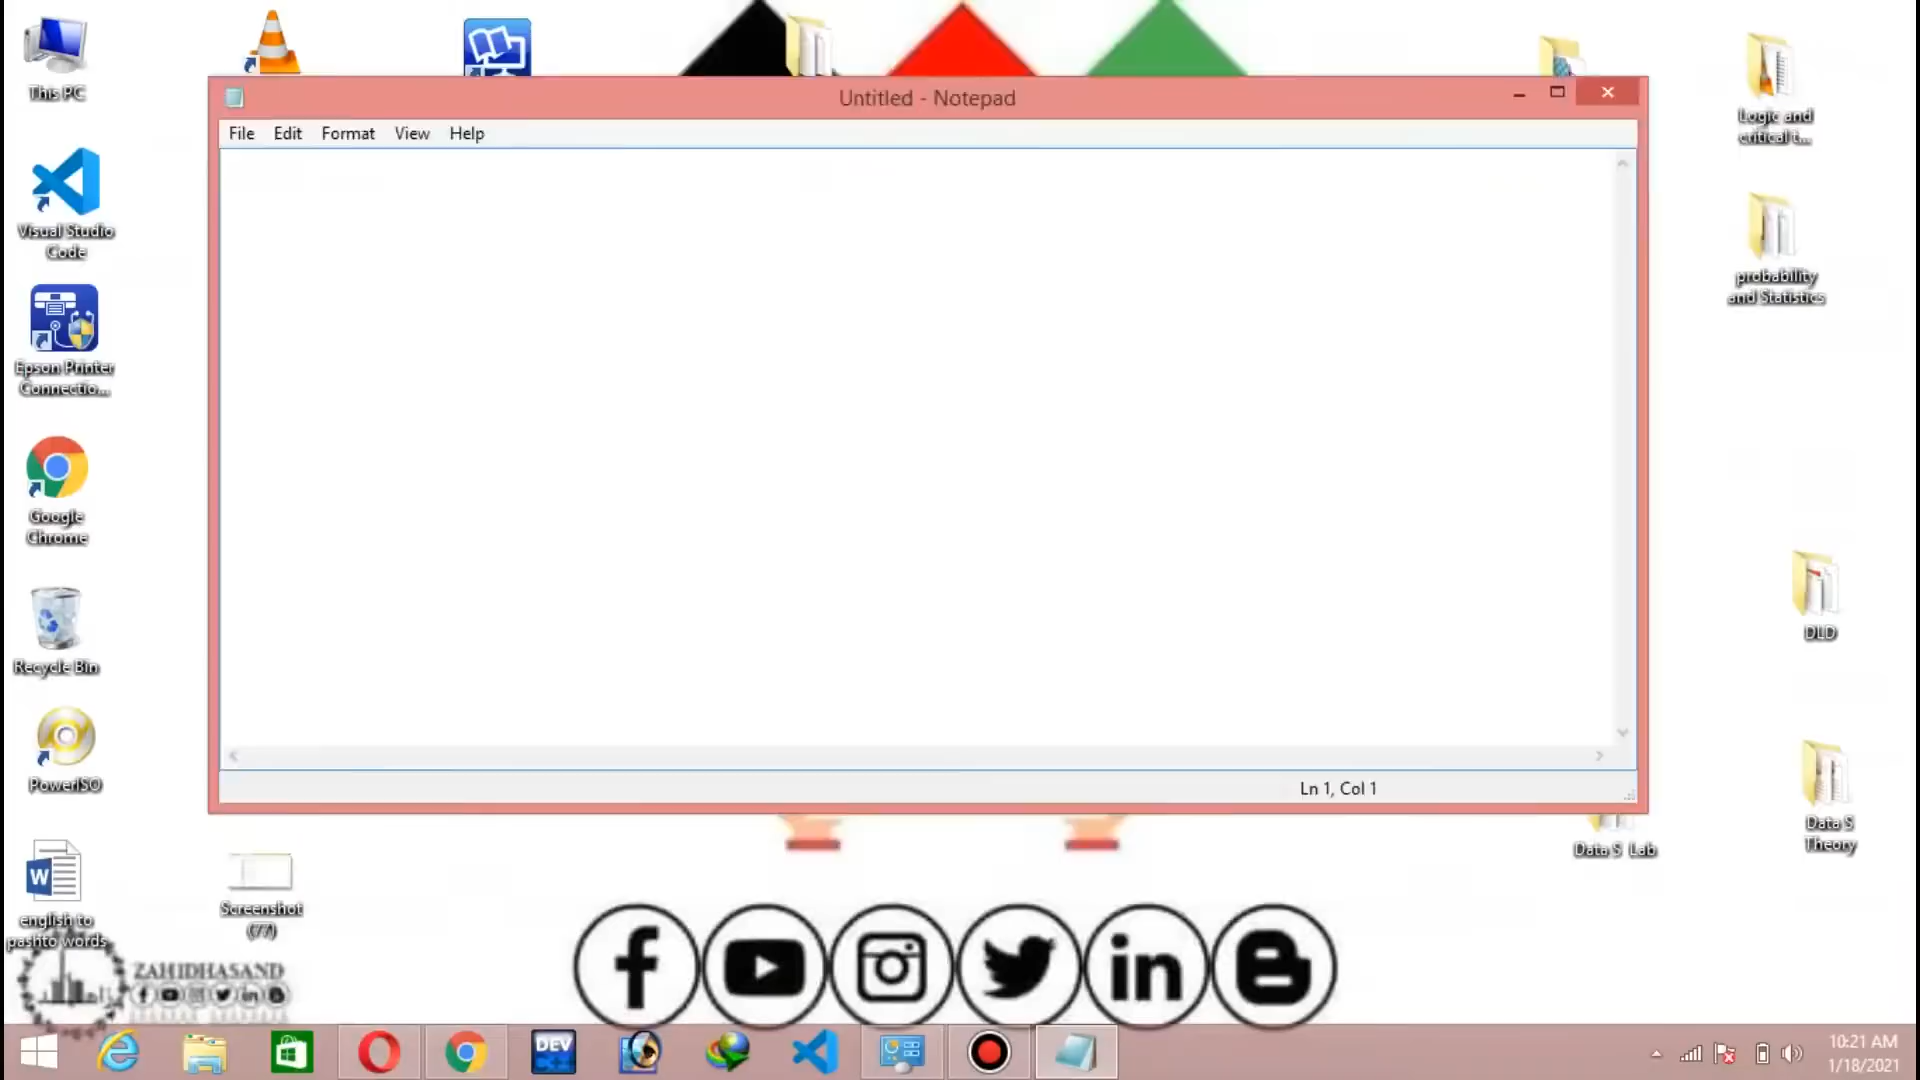 This PC
Visual Studio
Code
Epson Printer
Connectio...
Google
Chrome
Recycle Bin
PowerISO
english to
pashto words
Screenshot
(77)
Untitled - Notepad
File Edit Format View Help
Ln 1, Col 1
Logic and
critical t...
probability
and Statistics
DLD
Data S
Theory
Data S Lab
ZAHIDHASAND
DEV
10:21 AM
1/18/2021